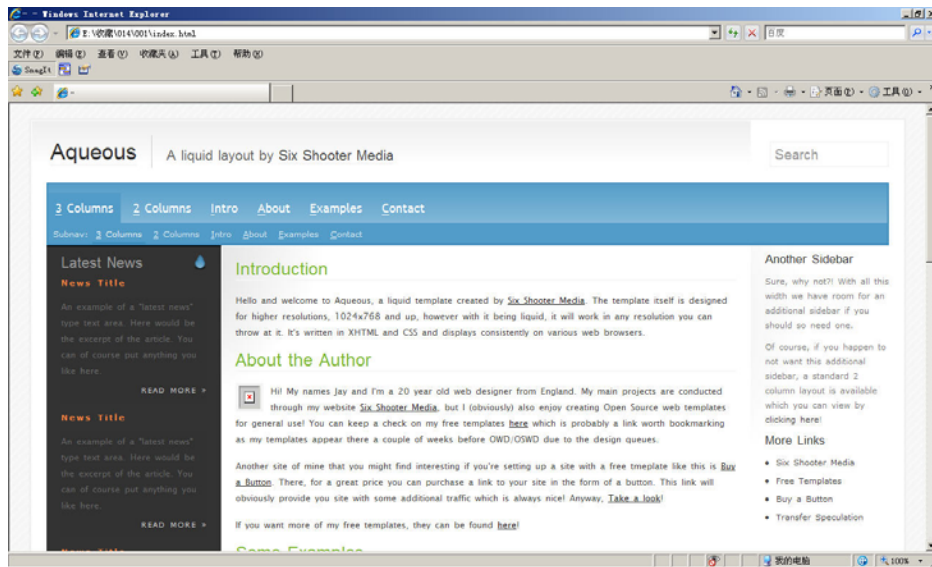 - - Windows Internet Explorer
E:\收藏\014\001\index.html
百度
文件(F) 编辑(E) 查看(V) 收藏夹(A) 工具(T) 帮助(H)
SnagIt
-
页面(P) 工具(O)
Aqueous
A liquid layout by Six Shooter Media
Search
3 Columns 2 Columns Intro About Examples Contact
Subnav: 3 Columns 2 Columns Intro About Examples Contact
Latest News
News Title
An example of a "latest news"
type text area. Here would be
the excerpt of the article. You
can of course put anything you
like here.
READ MORE »
News Title
An example of a "latest news"
type text area. Here would be
the excerpt of the article. You
can of course put anything you
like here.
READ MORE »
News Title
Introduction
Hello and welcome to Aqueous, a liquid template created by Six Shooter Media. The template itself is designed
for higher resolutions, 1024x768 and up, however with it being liquid, it will work in any resolution you can
throw at it. It's written in XHTML and CSS and displays consistently on various web browsers.
About the Author
Hi! My names Jay and I'm a 20 year old web designer from England. My main projects are conducted
through my website Six Shooter Media, but I (obviously) also enjoy creating Open Source web templates
for general use! You can keep a check on my free templates here which is probably a link worth bookmarking
as my templates appear there a couple of weeks before OWD/OSWD due to the design queues.
Another site of mine that you might find interesting if you're setting up a site with a free tmeplate like this is Buy
a Button. There, for a great price you can purchase a link to your site in the form of a button. This link will
obviously provide you site with some additional traffic which is always nice! Anyway, Take a look!
If you want more of my free templates, they can be found here!
Some Examples
Another Sidebar
Sure, why not?! With all this
width we have room for an
additional sidebar if you
should so need one.
Of course, if you happen to
not want this additional
sidebar, a standard 2
column layout is available
which you can view by
clicking here!
More Links
Six Shooter Media
Free Templates
Buy a Button
Transfer Speculation
我的电脑
100%